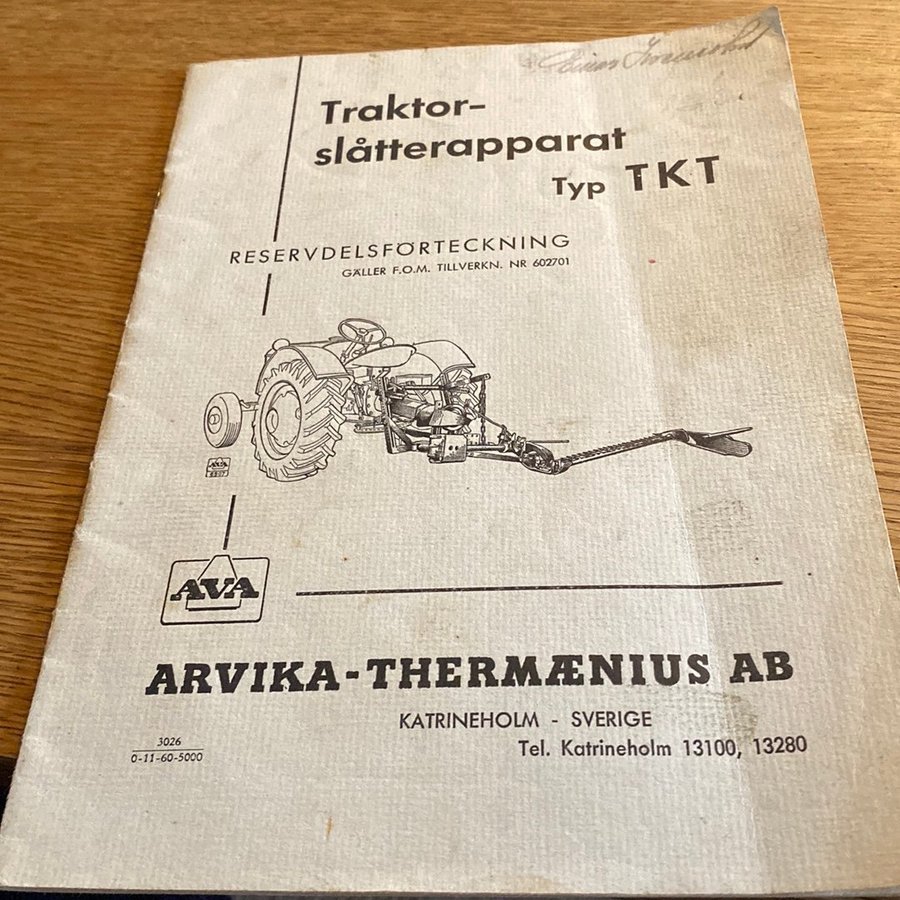 Traktor-
slåtterapparat
Typ TKT
RESERVDELSFÖRTECKNING
GÄLLER F.O.M. TILLVERKN. NR 602701
AVA
AVA
ARVIKA-THERMÆNIUS AB
KATRINEHOLM - SVERIGE
Tel. Katrineholm 13100, 13280
3026
0-11-60-5000